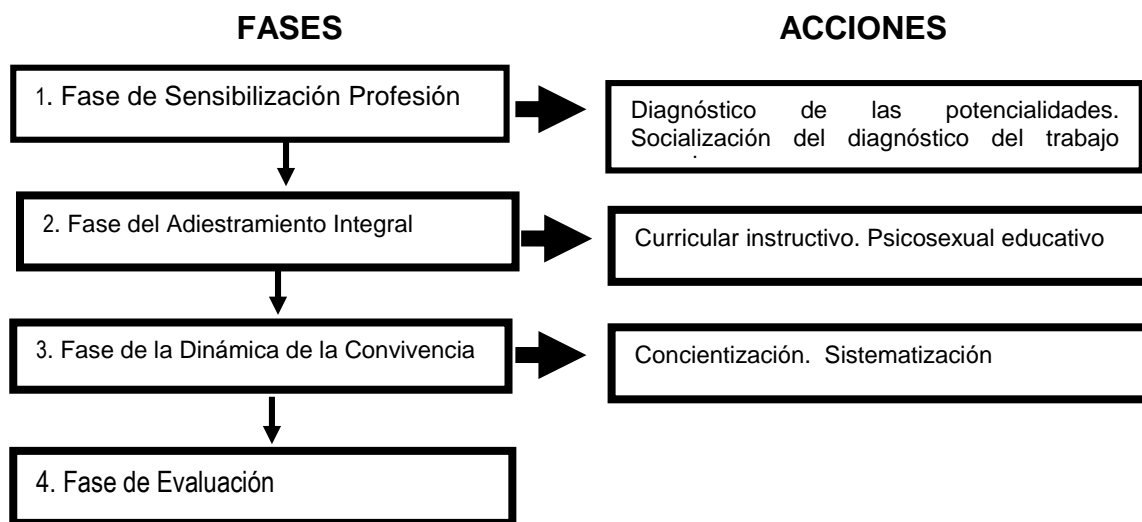 FASES
ACCIONES
1. Fase de Sensibilización Profesión
Diagnóstico de las potencialidades.
Socialización del diagnóstico del trabajo
2. Fase del Adiestramiento Integral
Curricular instructivo. Psicosexual educativo
3. Fase de la Dinámica de la Convivencia
Concientización. Sistematización
4. Fase de Evaluación